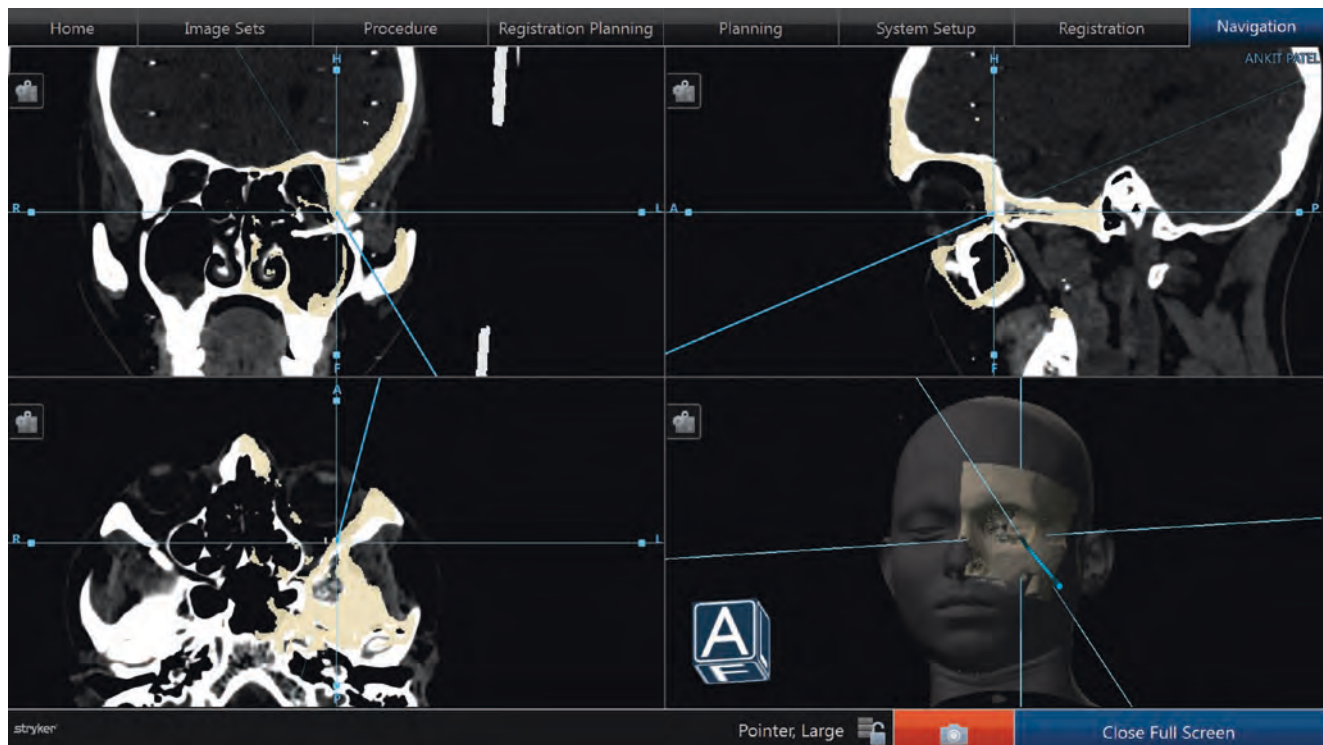 Home Image Sets Procedure Registration Planning Planning System Setup Registration Navigation
ANKIT PATEL
H
R L
F
H
A P
F
A
R L
P
A
F
stryker Pointer, Large Close Full Screen